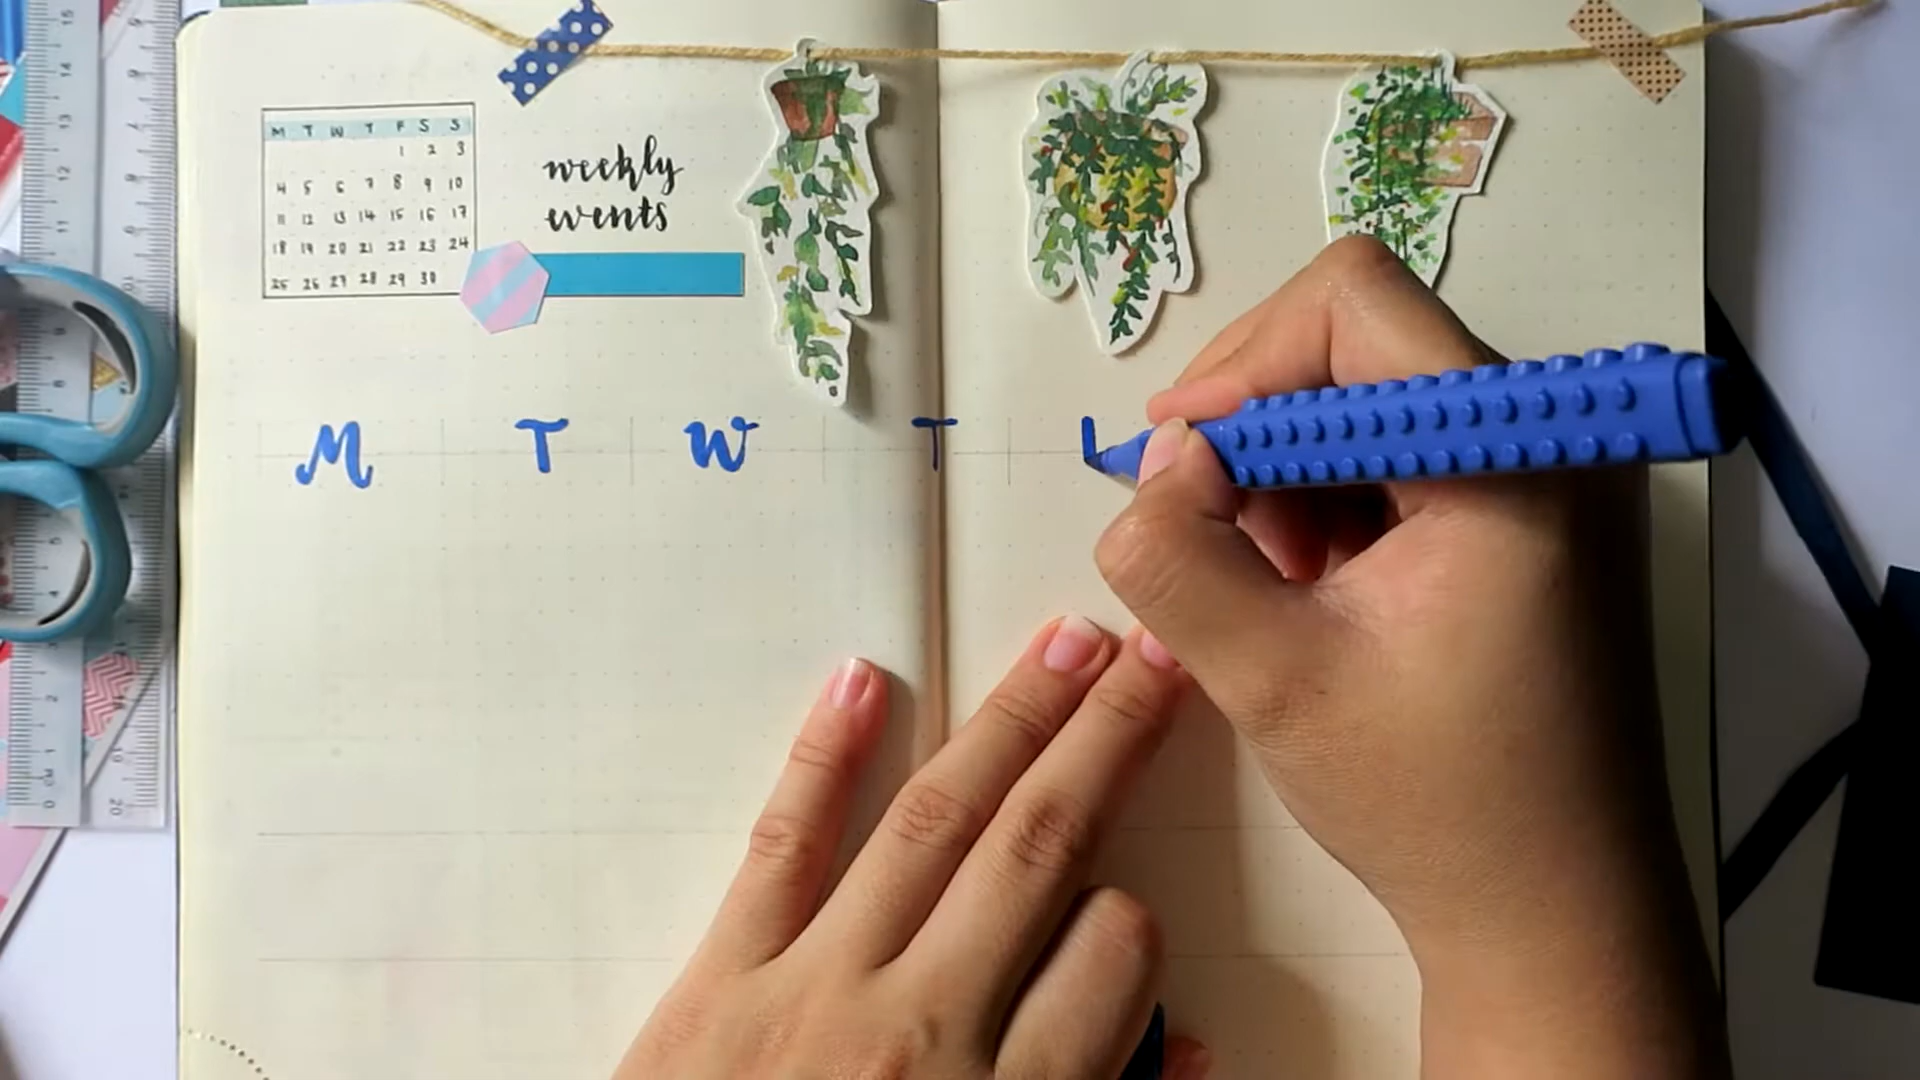 M T W T F S S
1 2 3
4 5 6 7 8 9 10
11 12 13 14 15 16 17
18 19 20 21 22 23 24
25 26 27 28 29 30
weekly
events
M T W T